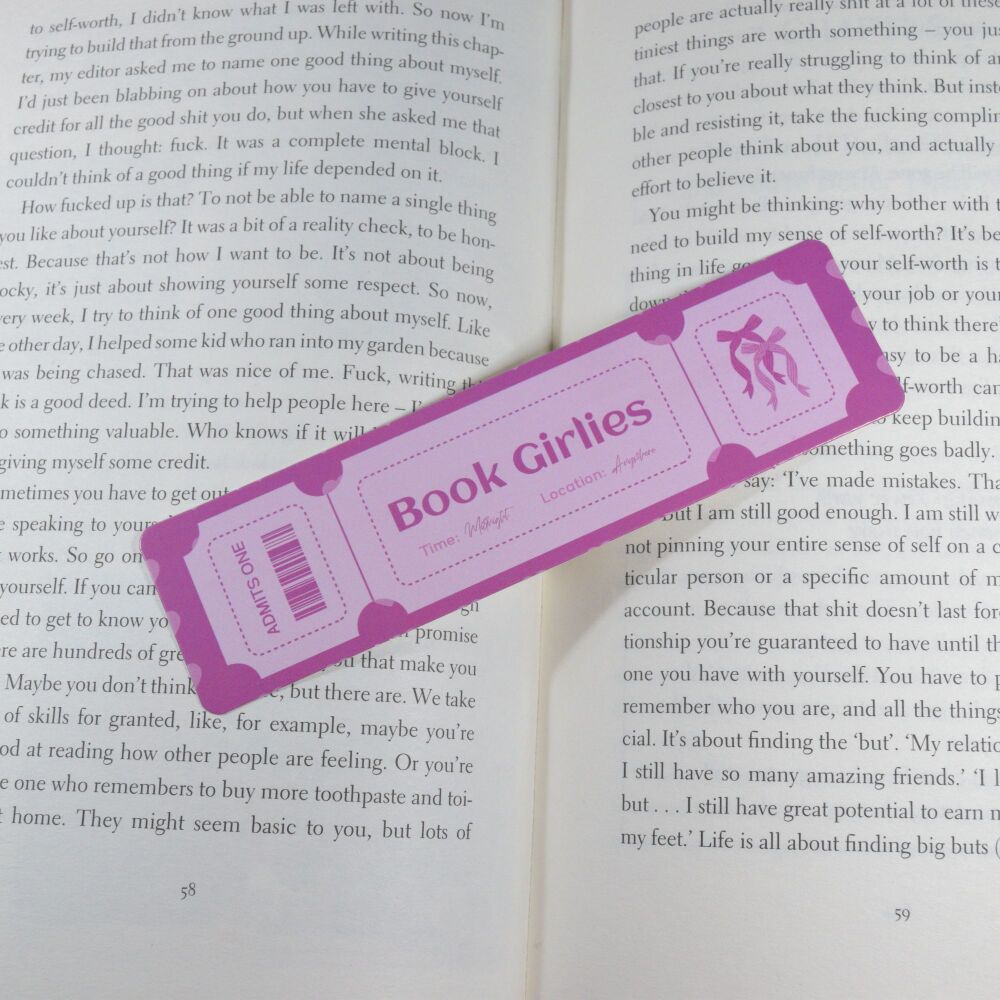 to self-worth, I didn't know what I was left with. So now I'm
trying to build that from the ground up. While writing this chap-
ter, my editor asked me to name one good thing about myself.
I'd just been blabbing on about how you have to give yourself
credit for all the good shit you do, but when she asked me that
question, I thought: fuck. It was a complete mental block. I
couldn't think of a good thing if my life depended on it.
How fucked up is that? To not be able to name a single thing
you like about yourself? It was a bit of a reality check, to be hon-
est. Because that's not how I want to be. It's not about being
ocky, it's just about showing yourself some respect. So now,
very week, I try to think of one good thing about myself. Like
e other day, I helped some kid who ran into my garden because
was being chased. That was nice of me. Fuck, writing
k is a good deed. I'm trying to help people here –
o something valuable. Who knows if it will
giving myself some credit.
metimes you have to get out
e speaking to
works. So go on
yourself. If you can
ed to get to know
re are hundreds of
promise
that make you
Maybe you don't think
, but there are. We take
of skills for granted, like, for example, maybe you're
od at reading how other people are feeling. Or you're
e one who remembers to buy more toothpaste and toi-
t home. They might seem basic to you, but lots of
58
people are actually really shit at a lot of these
tiniest things are worth something – you jus
that. If you're really struggling to think of
closest to you about what they think. But inst
ble and resisting it, take the fucking complim
other people think about you, and actually
effort to believe it.
You might be thinking: why bother with
need to build my sense of self-worth? It's be
thing in life
your self-worth is
your job or your
to think there
to be a
worth can
keep building
omething goes badly.
say: 'I've made mistakes. Tha
But I am still good enough. I am still w
not pinning your entire sense of self on a c
ticular person or a specific amount of m
account. Because that shit doesn't last fore
tionship you're guaranteed to have until th
one you have with yourself. You have to p
remember who you are, and all the things
cial. It's about finding the 'but'. 'My relatio
I still have so many amazing friends.' 'I l
but . . . I still have great potential to earn m
my feet.' Life is all about finding big buts (
59
ADMITS ONE
Book Girlies
Time: Midnight
Location: Anywhere